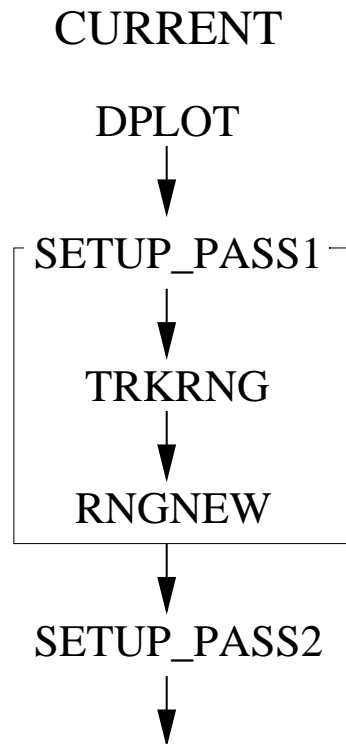 CURRENT
DPLOT
SETUP_PASS1
TRKRNG
RNGNEW
SETUP_PASS2